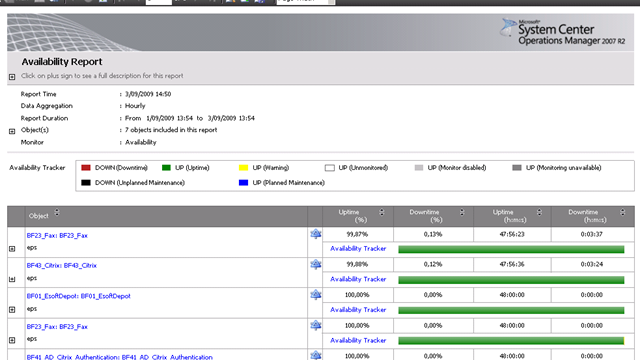 Microsoft
System Center
Operations Manager 2007 R2
Availability Report
Click on plus sign to see a full description for this report
Report Time : 3/09/2009 14:50
Data Aggregation : Hourly
Report Duration : From 1/09/2009 13:54 to 3/09/2009 13:54
Object(s) : 7 objects included in this report
Monitor : Availability
Availability Tracker DOWN (Downtime) UP (Uptime) UP (Warning) UP (Unmonitored) UP (Monitor disabled) UP (Monitoring unavailable)
DOWN (Unplanned Maintenance) UP (Planned Maintenance)
Object Uptime (%) Downtime (%) Uptime (h:m:s) Downtime (h:m:s)
BF23_Fax: BF23_Fax 99,87% 0,13% 47:56:23 0:03:37
eps Availability Tracker
BF43_Citrix: BF43_Citrix 99,88% 0,12% 47:56:36 0:03:24
eps Availability Tracker
BF01_EsoftDepot: BF01_EsoftDepot 100,00% 0,00% 48:00:00 0:00:00
eps Availability Tracker
BF23_Fax: BF23_Fax 100,00% 0,00% 48:00:00 0:00:00
eps Availability Tracker
BF41_AD_Citrix_Authentication: BF41_AD_Citrix_Authentication 100,00% 0,00% 48:00:00 0:00:00